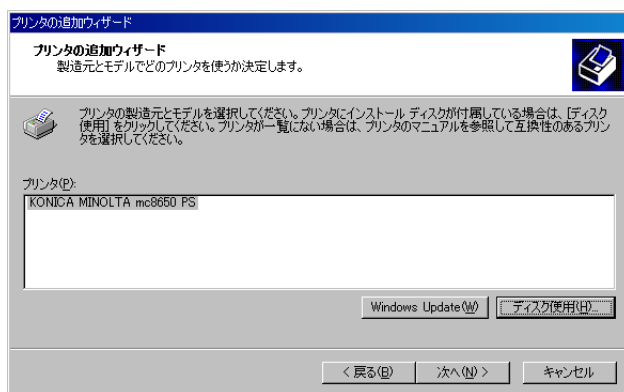 プリンタの追加ウィザード
プリンタの追加ウィザード
製造元とモデルでどのプリンタを使うか決定します。
プリンタの製造元とモデルを選択してください。プリンタにインストール ディスクが付属している場合は、[ディスク
使用] をクリックしてください。プリンタが一覧にない場合は、プリンタのマニュアルを参照して互換性のあるプリン
タを選択してください。
プリンタ(P):
KONICA MINOLTA mc8650 PS
Windows Update(W) ディスク使用(H)...
< 戻る(B) 次へ(N) > キャンセル